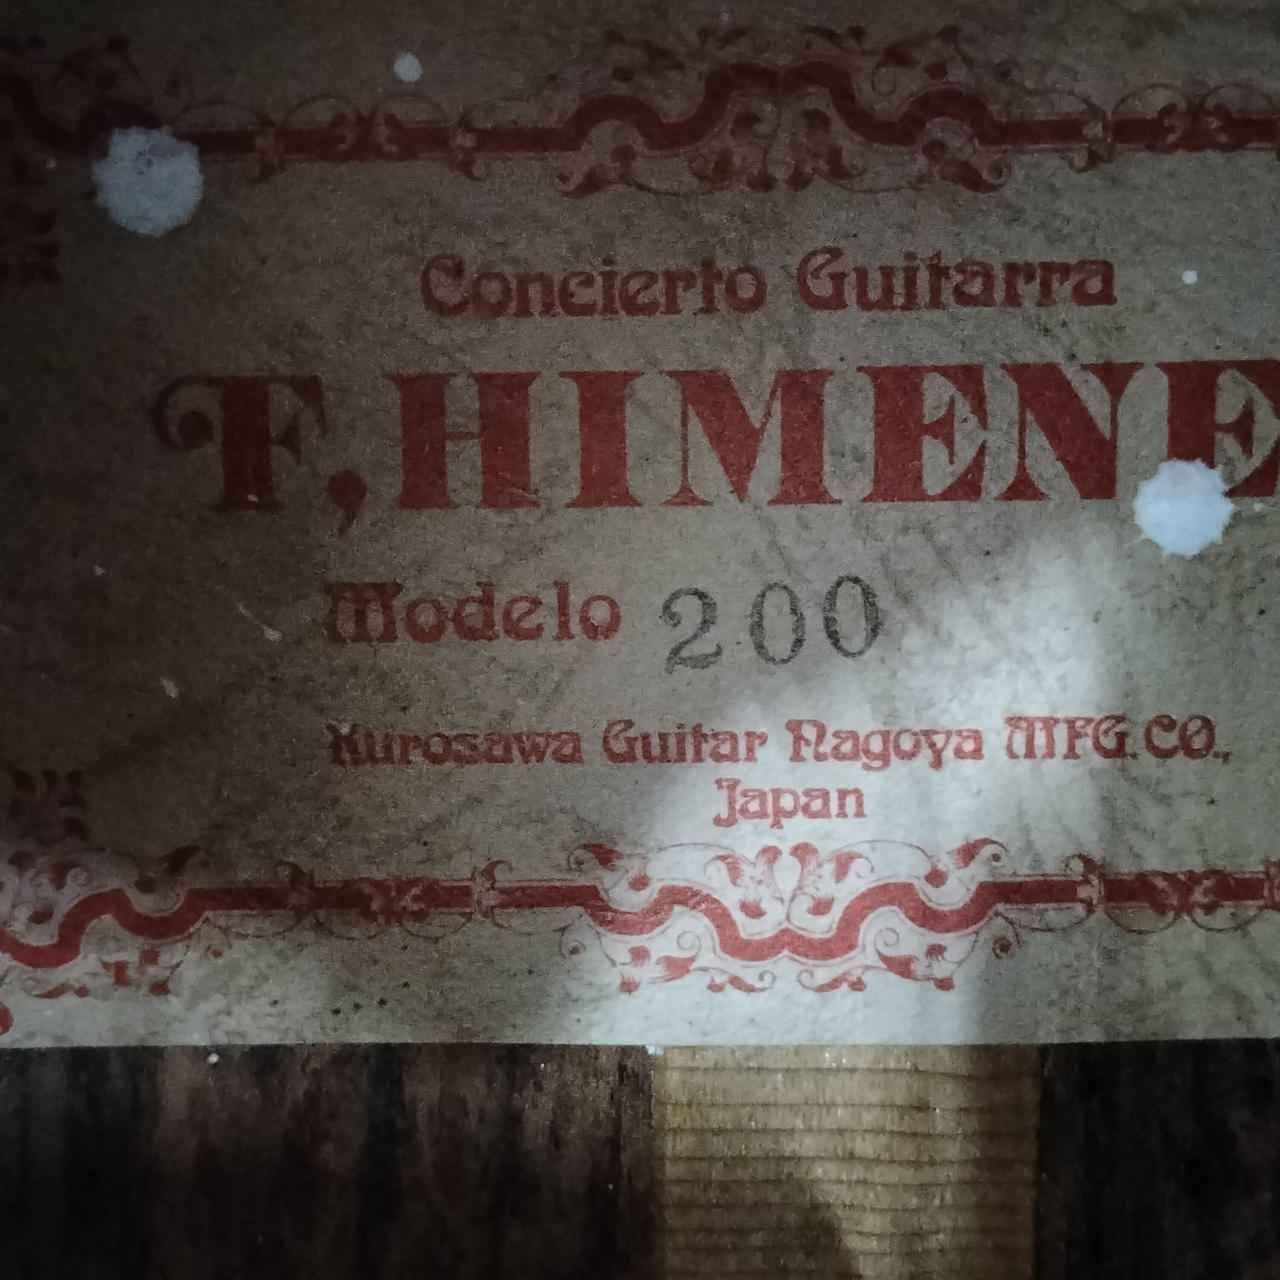 Concierto Guitarra
F,HIMENE
Modelo 200
Kurosawa Guitar Nagoya MFG.CO.,
Japan